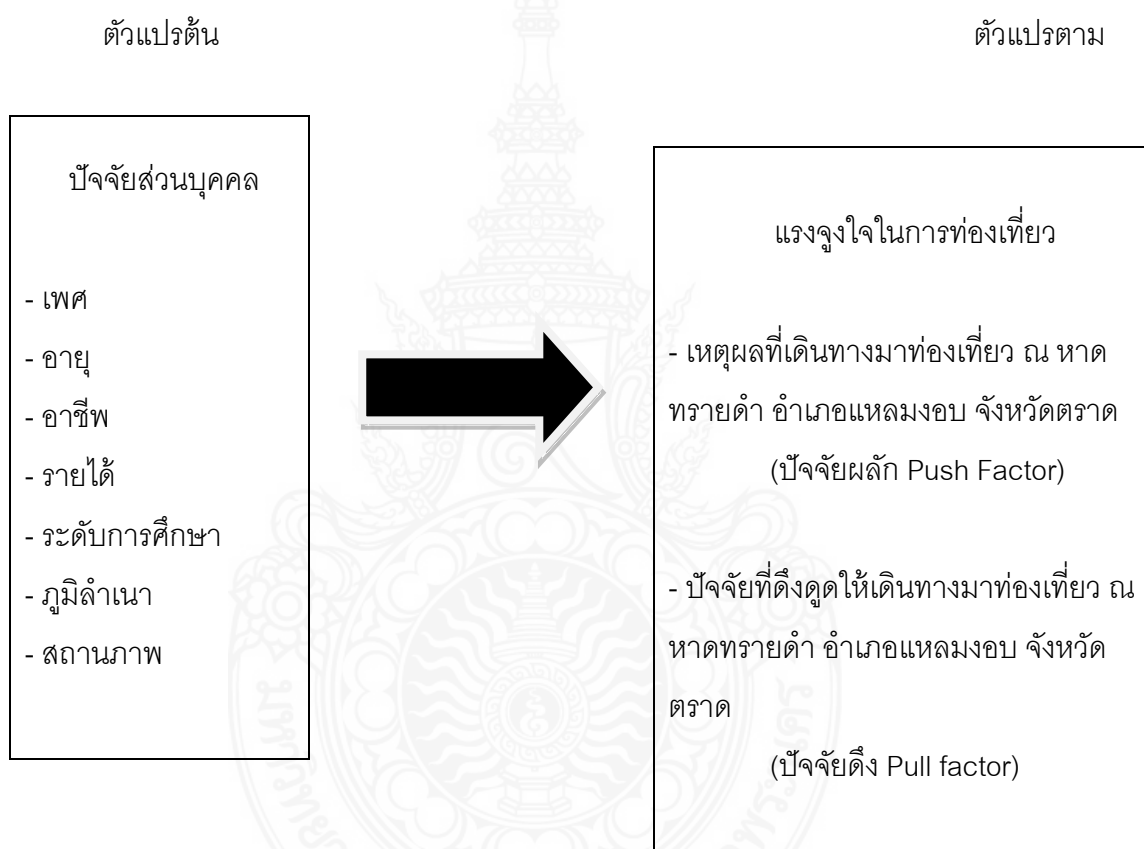 ตัวแปรต้น
ตัวแปรตาม
ปัจจัยส่วนบุคคล
- เพศ
- อายุ
- อาชีพ
- รายได้
- ระดับการศึกษา
- ภูมิลำเนา
- สถานภาพ
แรงจูงใจในการท่องเที่ยว
- เหตุผลที่เดินทางมาท่องเที่ยว ณ หาด
ทรายดำ อำเภอแหลมงอบ จังหวัดตราด
(ปัจจัยผลัก Push Factor)
- ปัจจัยที่ดึงดูดให้เดินทางมาท่องเที่ยว ณ
หาดทรายดำ อำเภอแหลมงอบ จังหวัด
ตราด
(ปัจจัยดึง Pull factor)